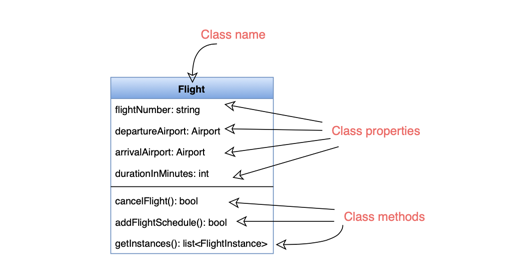 Class name
Flight
flightNumber: string
departureAirport: Airport
arrivalAirport: Airport
durationInMinutes: int
Class properties
cancelFlight(): bool
addFlightSchedule(): bool
getInstances(): list<FlightInstance>
Class methods